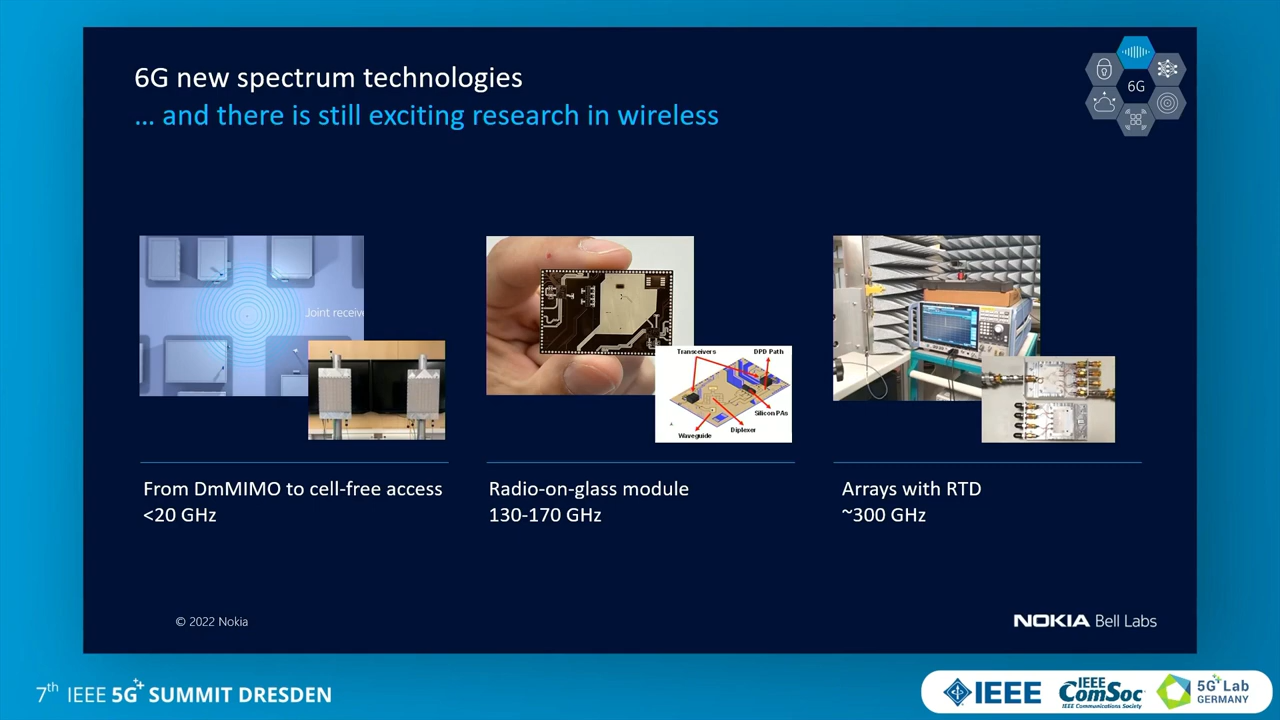 6G new spectrum technologies
... and there is still exciting research in wireless
6G
Joint receive
Transceivers
DPD Path
Silicon PAs
Diplexer
Waveguide
From DmMIMO to cell-free access
<20 GHz
Radio-on-glass module
130-170 GHz
Arrays with RTD
~300 GHz
© 2022 Nokia
NOKIA Bell Labs
7th IEEE 5G++ SUMMIT DRESDEN
IEEE
IEEE
ComSoc
IEEE Communications Society
5G++ Lab
GERMANY